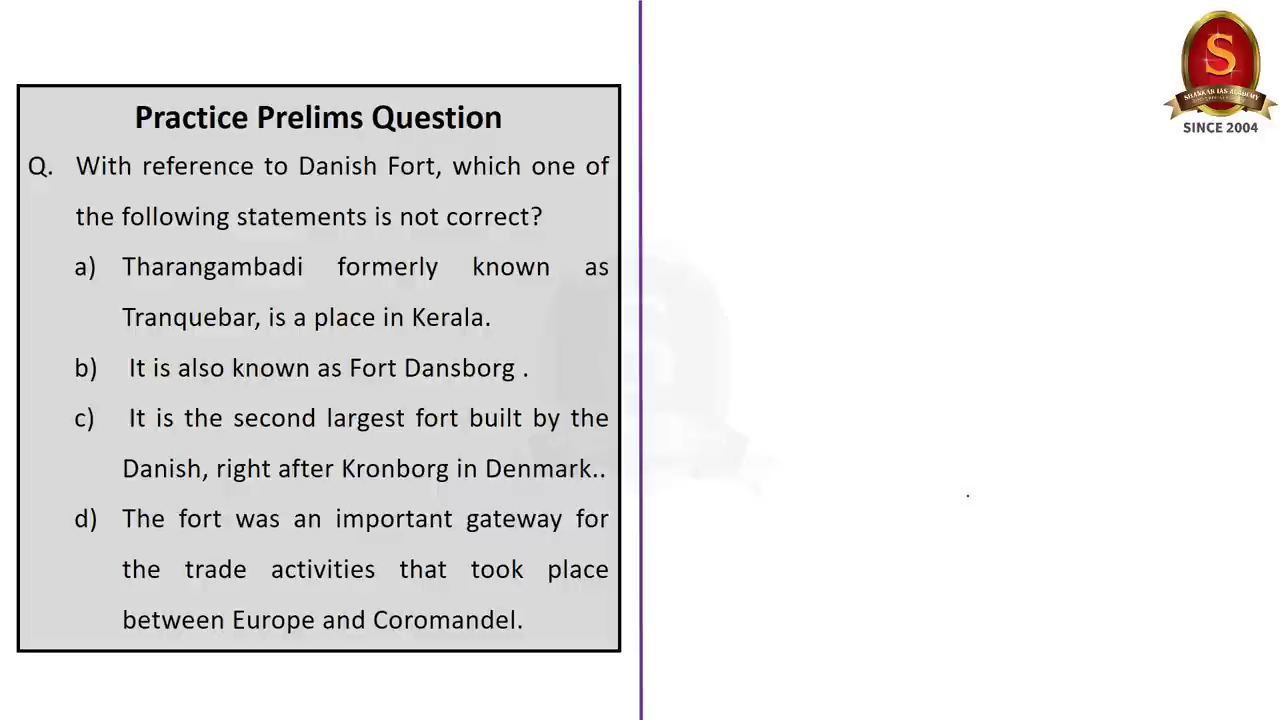 Practice Prelims Question
Q. With reference to Danish Fort, which one of
the following statements is not correct?
a) Tharangambadi formerly known as
Tranquebar, is a place in Kerala.
b) It is also known as Fort Dansborg .
c) It is the second largest fort built by the
Danish, right after Kronborg in Denmark..
d) The fort was an important gateway for
the trade activities that took place
between Europe and Coromandel.
S
SHANKAR IAS ACADEMY
SINCE 2004